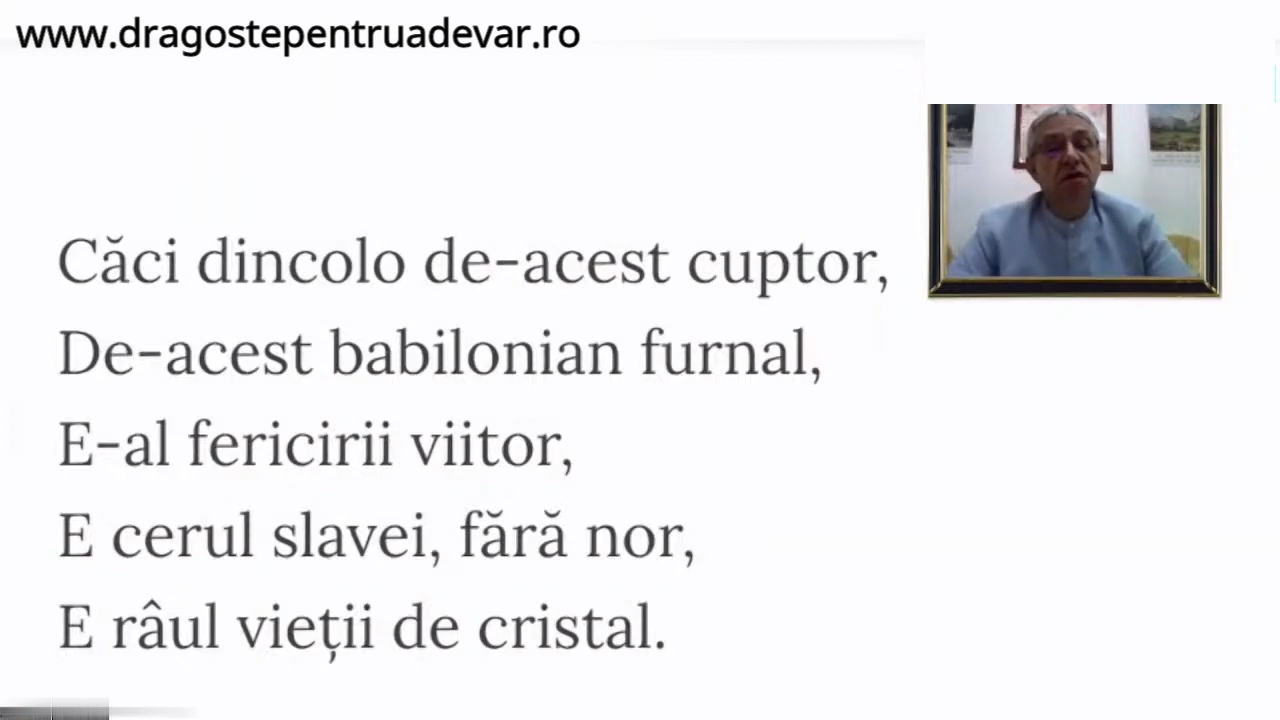 www.dragostepentruadevar.ro
Căci dincolo de-acest cuptor,
De-acest babilonian furnal,
E-al fericirii viitor,
E cerul slavei, fără nor,
E râul vieții de cristal.